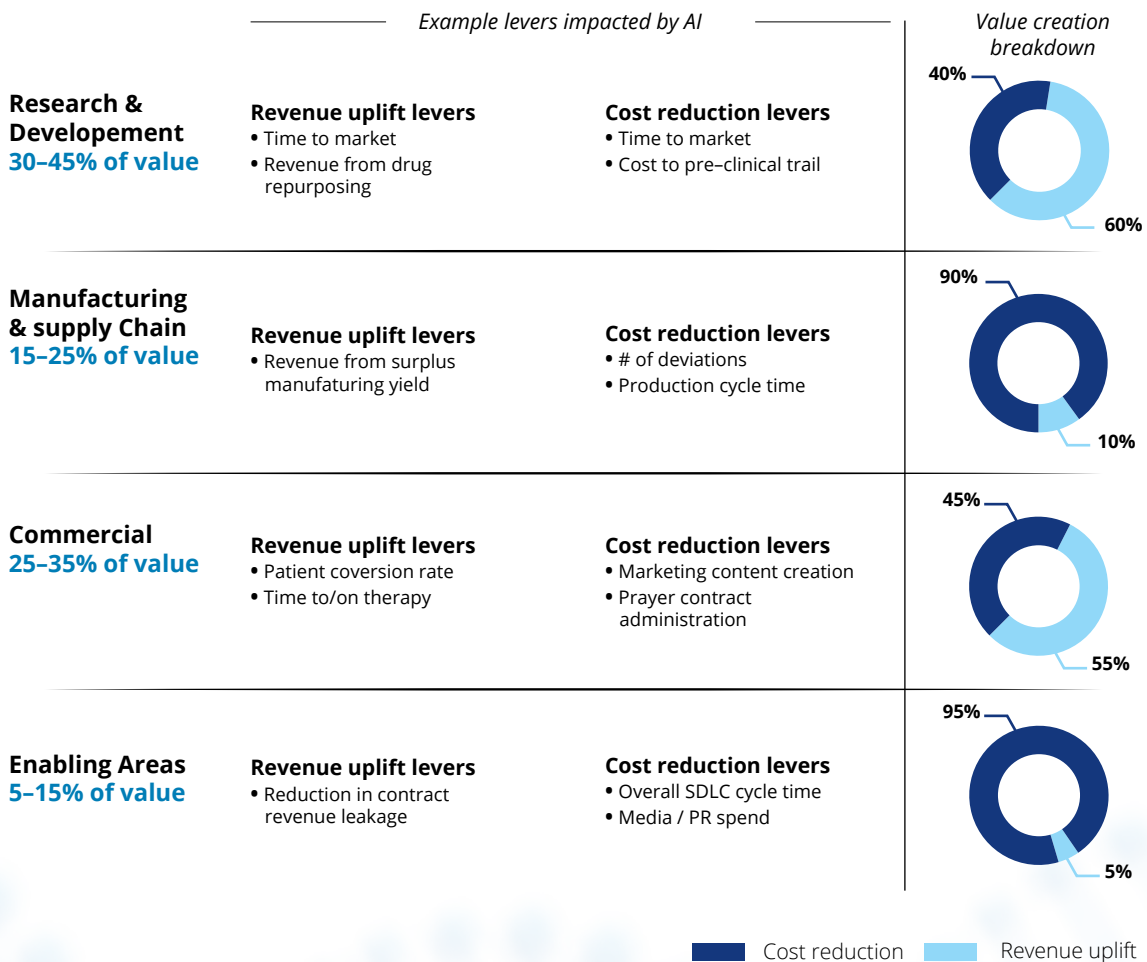 Example levers impacted by AI
Value creation
breakdown
Research &
Developement
30–45% of value
Revenue uplift levers
• Time to market
• Revenue from drug
repurposing
Cost reduction levers
• Time to market
• Cost to pre–clinical trail
40%
60%
Manufacturing
& supply Chain
15–25% of value
Revenue uplift levers
• Revenue from surplus
manufaturing yield
Cost reduction levers
• # of deviations
• Production cycle time
90%
10%
Commercial
25–35% of value
Revenue uplift levers
• Patient coversion rate
• Time to/on therapy
Cost reduction levers
• Marketing content creation
• Prayer contract
administration
45%
55%
Enabling Areas
5–15% of value
Revenue uplift levers
• Reduction in contract
revenue leakage
Cost reduction levers
• Overall SDLC cycle time
• Media / PR spend
95%
5%
Cost reduction
Revenue uplift